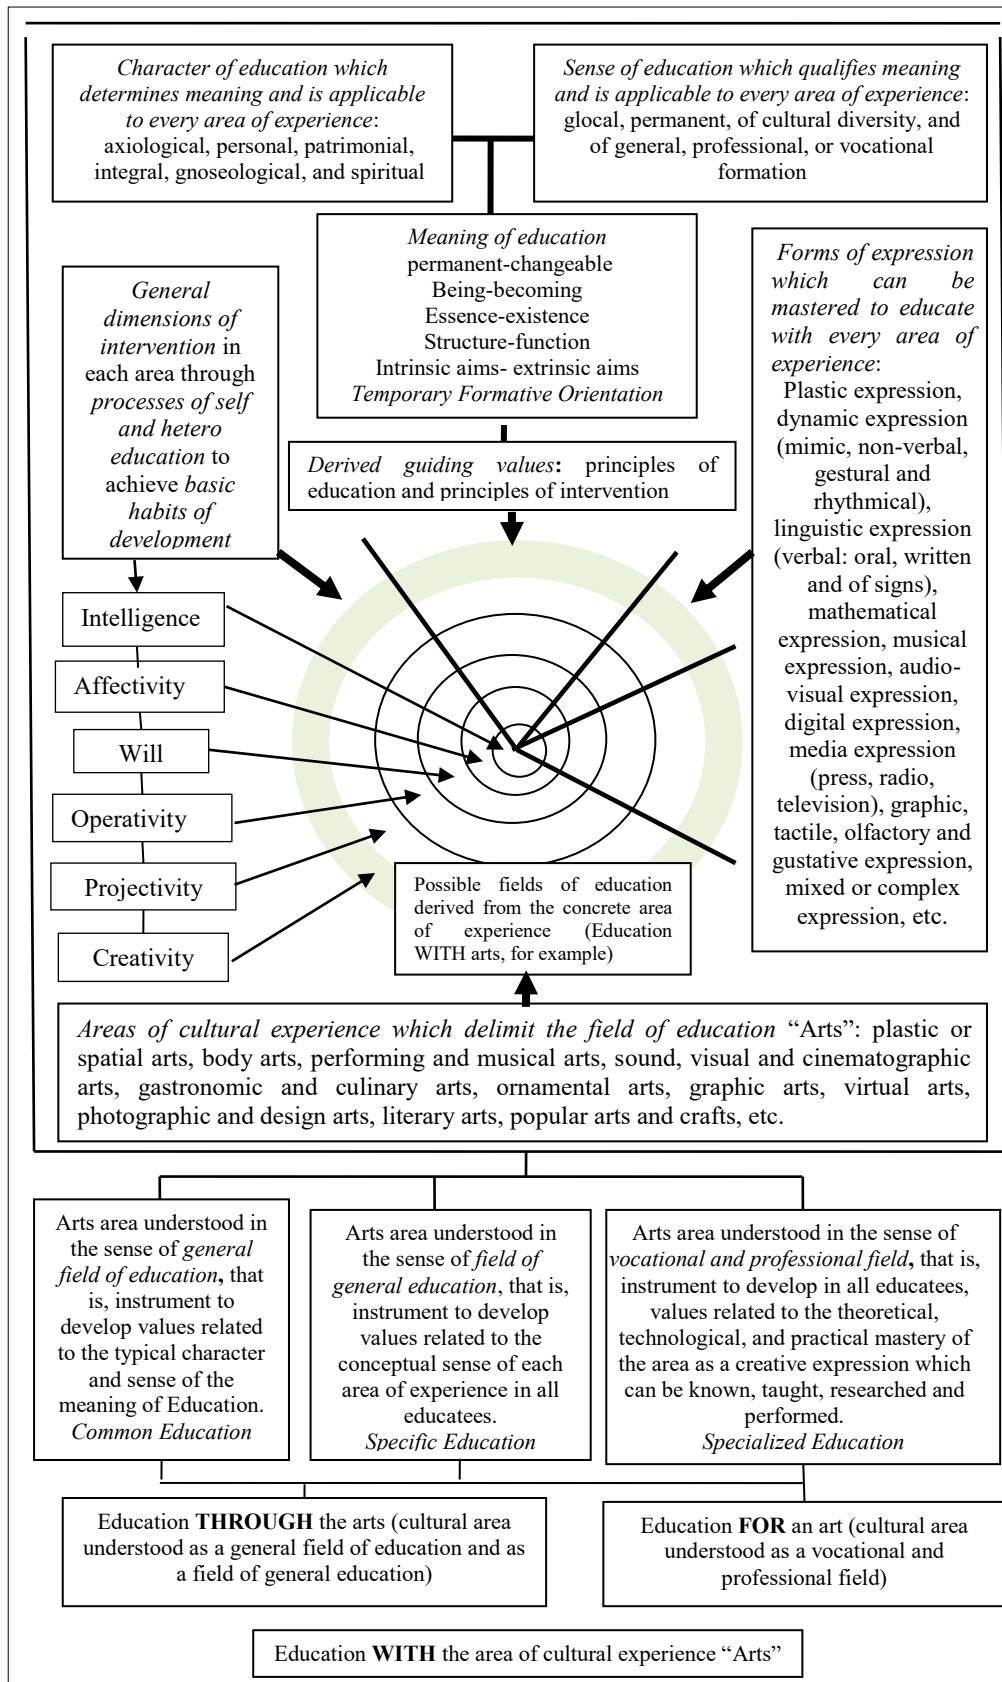 Character of education which
determines meaning and is applicable
to every area of experience:
axiological, personal, patrimonial,
integral, gnoseological, and spiritual
Sense of education which qualifies meaning
and is applicable to every area of experience:
glocal, permanent, of cultural diversity, and
of general, professional, or vocational
formation
Meaning of education
permanent-changeable
Being-becoming
Essence-existence
Structure-function
Intrinsic aims- extrinsic aims
Temporary Formative Orientation
General
dimensions of
intervention in
each area through
processes of self
and hetero
education to
achieve basic
habits of
development
Forms of expression
which can be
mastered to educate
with every area of
experience:
Plastic expression,
dynamic expression
(mimic, non-verbal,
gestural and
rhythmical),
linguistic expression
(verbal: oral, written
and of signs),
mathematical
expression, musical
expression, audio-
visual expression,
digital expression,
media expression
(press, radio,
television), graphic,
tactile, olfactory and
gustative expression,
mixed or complex
expression, etc.
Derived guiding values: principles of
education and principles of intervention
Intelligence
Affectivity
Will
Operativity
Projectivity
Creativity
Possible fields of education
derived from the concrete area
of experience (Education
WITH arts, for example)
Areas of cultural experience which delimit the field of education “Arts”: plastic or
spatial arts, body arts, performing and musical arts, sound, visual and cinematographic
arts, gastronomic and culinary arts, ornamental arts, graphic arts, virtual arts,
photographic and design arts, literary arts, popular arts and crafts, etc.
Arts area understood in
the sense of general
field of education, that
is, instrument to
develop values related
to the typical character
and sense of the
meaning of Education.
Common Education
Arts area understood in
the sense of field of
general education, that is,
instrument to develop
values related to the
conceptual sense of each
area of experience in all
educatees.
Specific Education
Arts area understood in the sense of
vocational and professional field, that is,
instrument to develop in all educatees,
values related to the theoretical,
technological, and practical mastery of
the area as a creative expression which
can be known, taught, researched and
performed.
Specialized Education
Education THROUGH the arts (cultural area
understood as a general field of education and as
a field of general education)
Education FOR an art (cultural area
understood as a vocational and
professional field)
Education WITH the area of cultural experience “Arts”